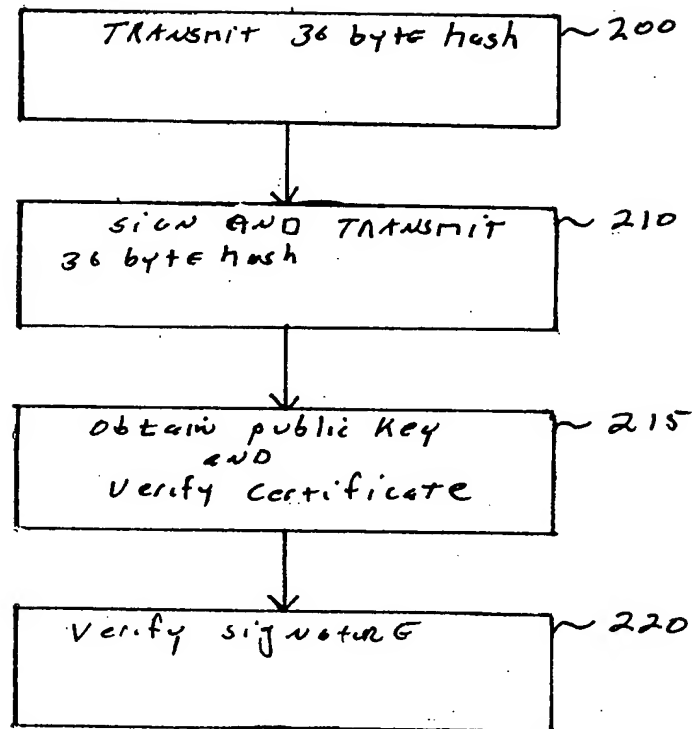 TRANSMIT 36 byte hash
200
SIGN AND TRANSMIT
210
36 byte hash
Obtain public Key
215
AND
Verify Certificate
Verify signature
220